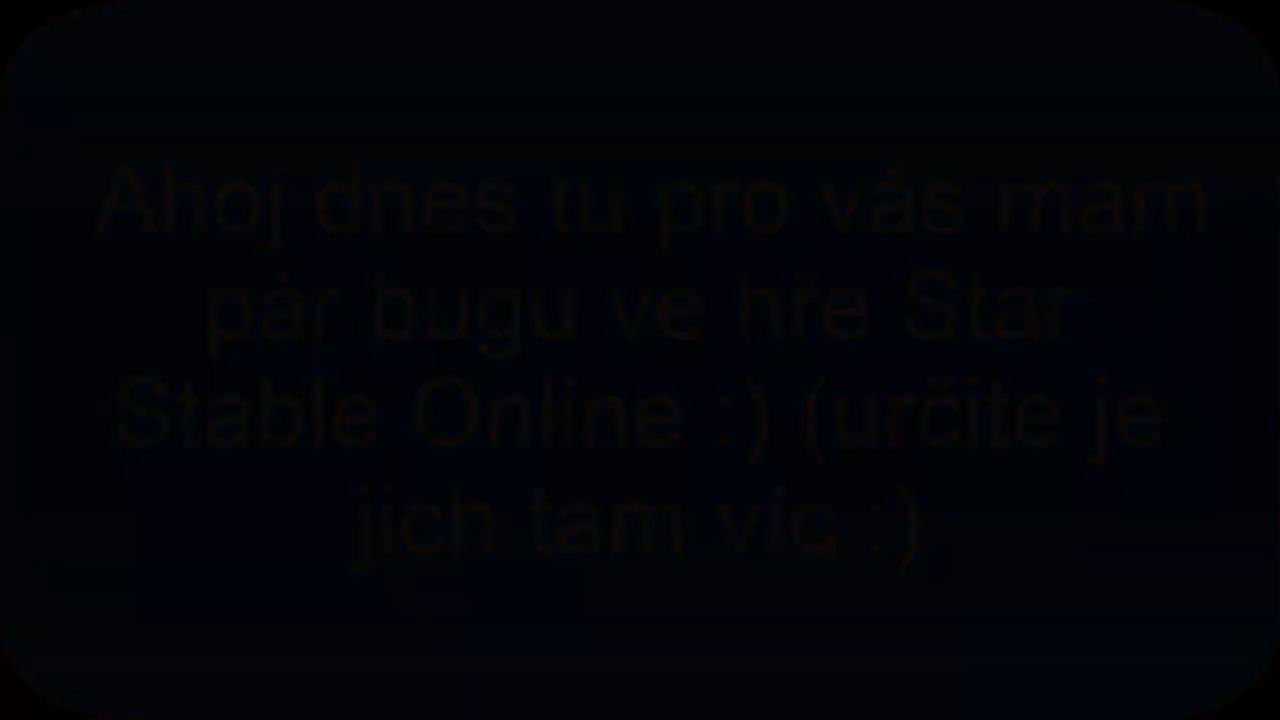 Ahoj dnes tu pro vás mam
pár bugu ve hře Star
Stable Online :) (určite je
jich tam víc :)